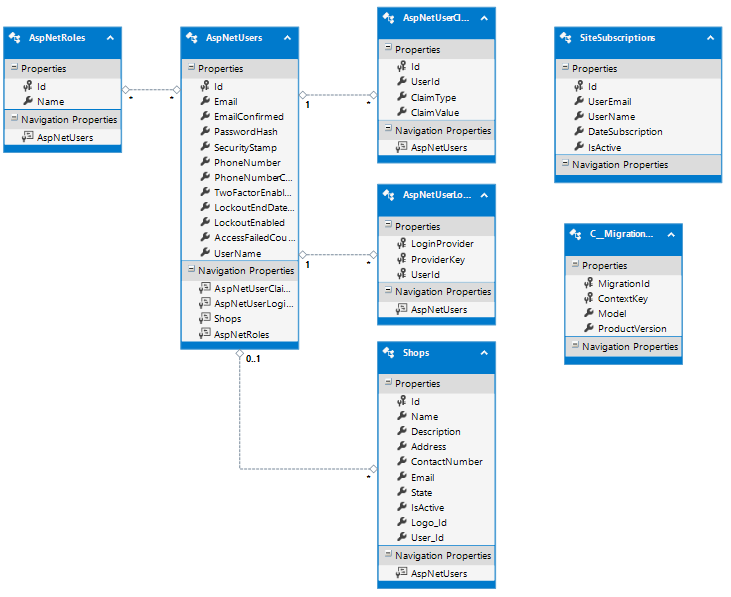 AspNetRoles
Properties
Id
Name
Navigation Properties
AspNetUsers
*
*
AspNetUsers
Properties
Id
Email
EmailConfirmed
PasswordHash
SecurityStamp
PhoneNumber
PhoneNumberC...
TwoFactorEnabl...
LockoutEndDate...
LockoutEnabled
AccessFailedCou...
UserName
Navigation Properties
AspNetUserClai...
AspNetUserLogi...
Shops
AspNetRoles
1
*
1
*
0..1
*
AspNetUserCl...
Properties
Id
UserId
ClaimType
ClaimValue
Navigation Properties
AspNetUsers
AspNetUserLo...
Properties
LoginProvider
ProviderKey
UserId
Navigation Properties
AspNetUsers
Shops
Properties
Id
Name
Description
Address
ContactNumber
Email
State
IsActive
Logo_Id
User_Id
Navigation Properties
AspNetUsers
SiteSubscriptions
Properties
Id
UserEmail
UserName
DateSubscription
IsActive
Navigation Properties
C__Migration...
Properties
MigrationId
ContextKey
Model
ProductVersion
Navigation Properties